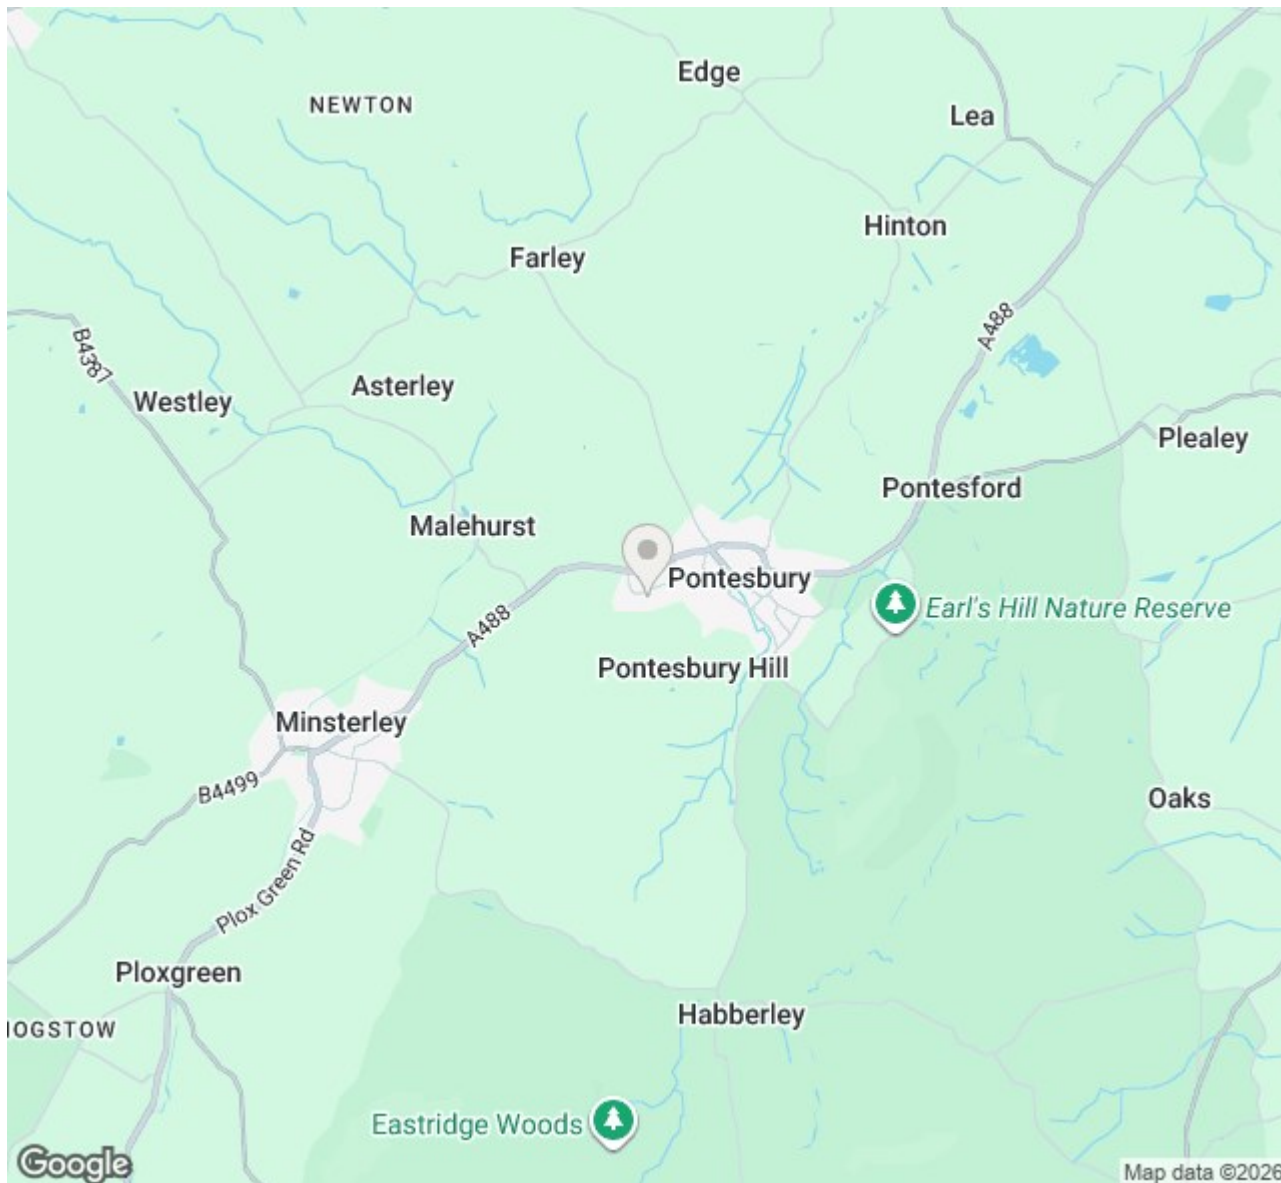 Edge
NEWTON
Lea
Hinton
Farley
A488
B4387
Asterley
Westley
Plealey
Pontesford
Malehurst
Pontesbury
Earl's Hill Nature Reserve
A488
Pontesbury Hill
Minsterley
B4499
Oaks
Plox Green Rd
Ploxgreen
Habberley
HOGSTOW
Eastridge Woods
Google
Map data ©2026